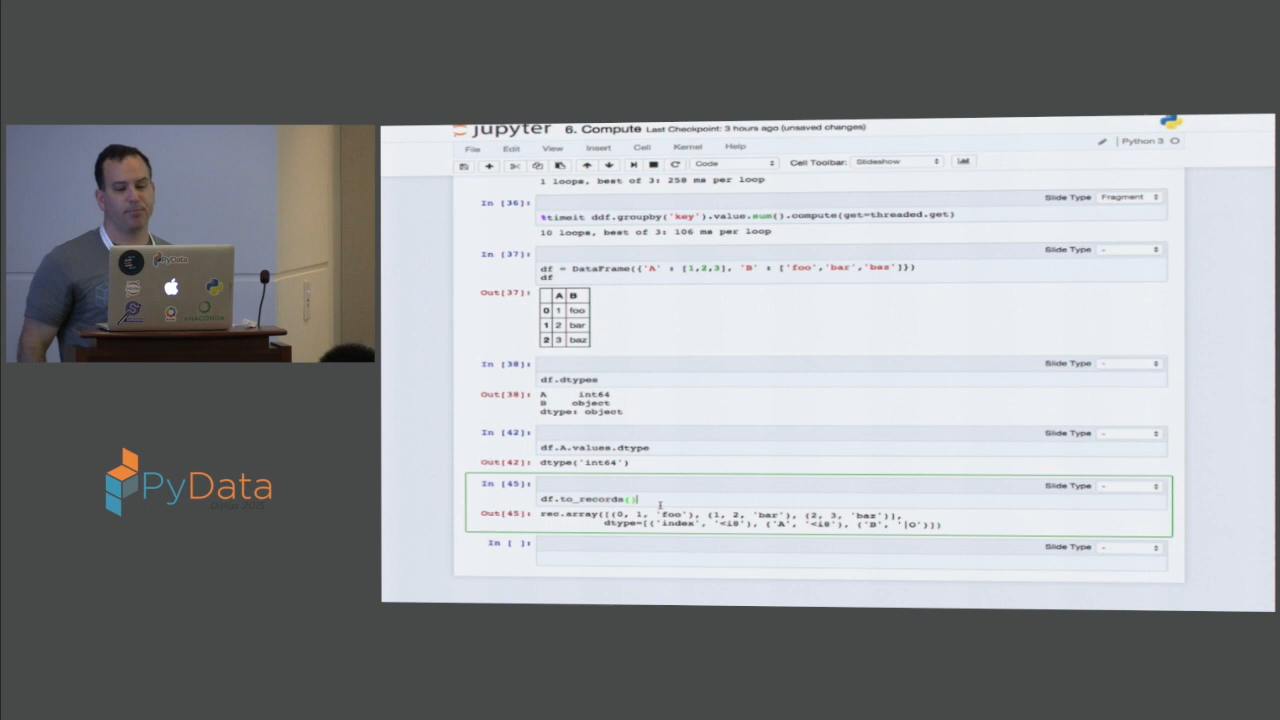 jupyter 6. Compute Last Checkpoint: 3 hours ago (unsaved changes)
File Edit View Insert Cell Kernel Help
Python 3
Code
Cell Toolbar: Slideshow
1 loops, best of 3: 258 ms per loop
Slide Type Fragment
In [36]:
%timeit ddf.groupby('key').value.sum().compute(get=threaded.get)
10 loops, best of 3: 106 ms per loop
Slide Type -
In [37]:
df = DataFrame({'A' : [1,2,3], 'B' : ['foo','bar','baz']})
df
Out[37]:
A B
0 1 foo
1 2 bar
2 3 baz
Slide Type -
In [38]:
df.dtypes
Out[38]: A int64
B object
dtype: object
Slide Type -
In [42]:
df.A.values.dtype
Out[42]: dtype('int64')
Slide Type -
In [45]:
df.to_records()
Out[45]: rec.array([(0, 1, 'foo'), (1, 2, 'bar'), (2, 3, 'baz')],
dtype=[('index', '<i8'), ('A', '<i8'), ('B', '|O')])
In [ ]:
Slide Type -
PyData
ANACONDA
PyData
Dallas 2015